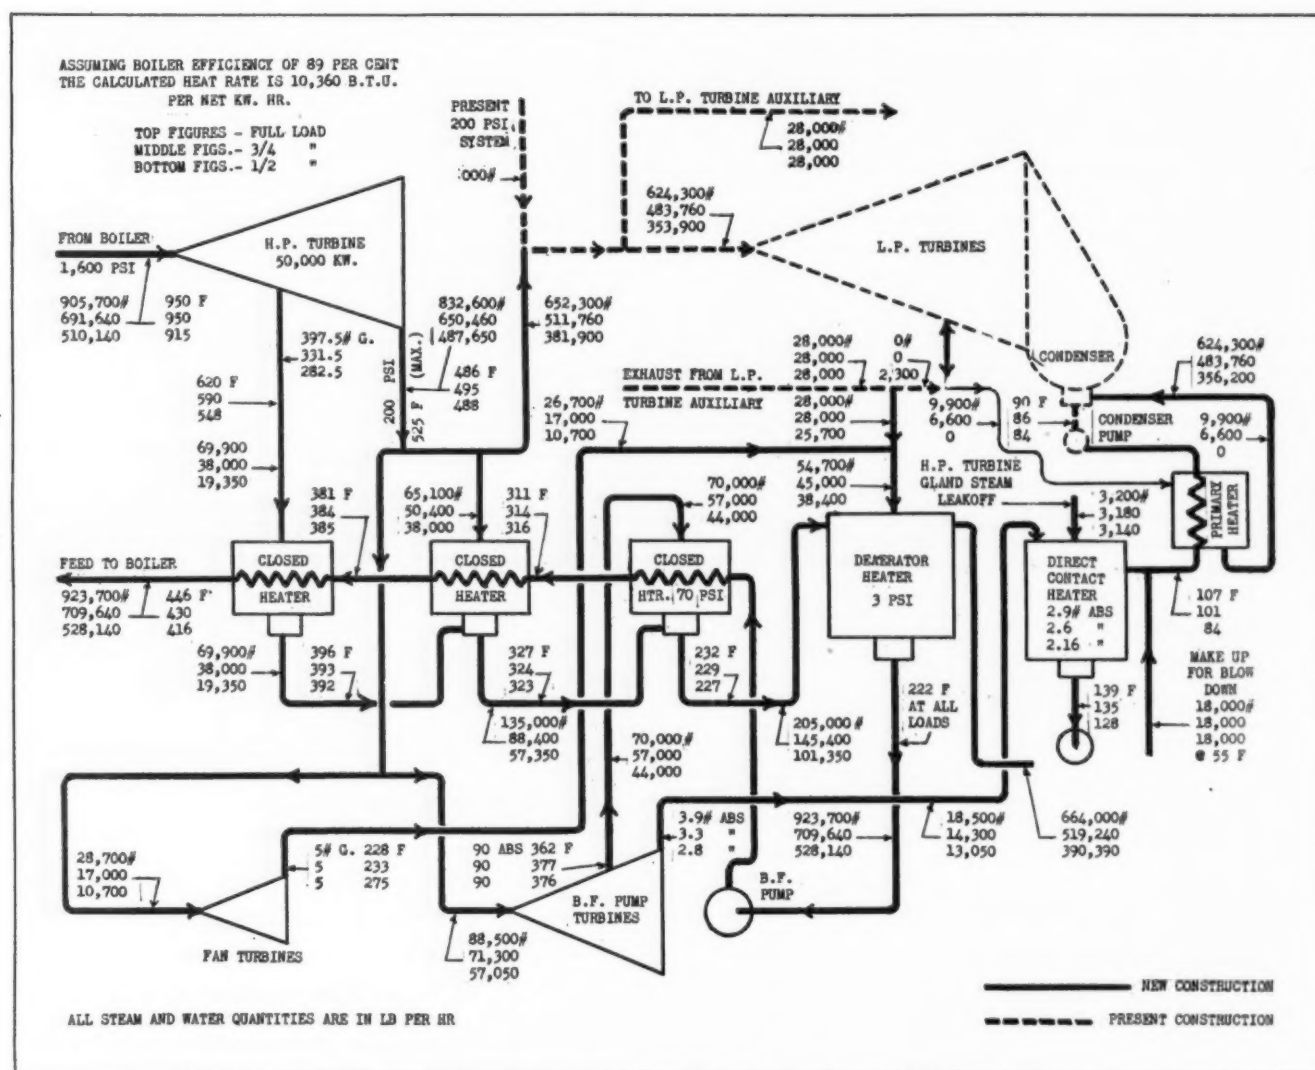 ASSUMING BOILER EFFICIENCY OF 89 PER CENT
THE CALCULATED HEAT RATE IS 10,360 B.T.U.
PER NET KW. HR.
TOP FIGURES - FULL LOAD
MIDDLE FIGS.- 3/4 "
BOTTOM FIGS.- 1/2 "
PRESENT
200 PSI
SYSTEM
000#
TO L.P. TURBINE AUXILIARY
28,000#
28,000
28,000
624,300#
483,760
353,900
L.P. TURBINES
FROM BOILER
1,600 PSI
H.P. TURBINE
50,000 KW.
905,700# 950 F
691,640 950
510,140 915
397.5# G.
331.5
282.5
620 F
590
548
200 PSI
525 F (MAX.)
832,600#
650,460
487,650
486 F
495
488
652,300#
511,760
381,900
69,900
38,000
19,350
28,000#
28,000
28,000
0#
0
2,300
EXHAUST FROM L.P.
TURBINE AUXILIARY
CONDENSER
624,300#
483,760
356,200
26,700#
17,000
10,700
28,000#
28,000
25,700
9,900#
6,600
0
90 F
86
84
CONDENSER
PUMP
9,900#
6,600
0
H.P. TURBINE
GLAND STEAM
LEAKOFF
3,200#
3,180
3,140
PRIMARY
HEATER
54,700#
45,000
38,400
381 F
384
385
65,100#
50,400
38,000
311 F
314
316
70,000#
57,000
44,000
FEED TO BOILER
CLOSED
HEATER
CLOSED
HEATER
CLOSED
HTR. 70 PSI
DEAERATOR
HEATER
3 PSI
DIRECT
CONTACT
HEATER
2.9# ABS
2.6 "
2.16 "
107 F
101
84
923,700# 446 F
709,640 430
528,140 416
69,900#
38,000
19,350
396 F
393
392
327 F
324
323
232 F
229
227
MAKE UP
FOR BLOW
DOWN
18,000#
18,000
18,000
@ 55 F
139 F
135
128
222 F
AT ALL
LOADS
135,000#
88,400
57,350
70,000#
57,000
44,000
205,000#
145,400
101,350
28,700#
17,000
10,700
5# G. 228 F
5 233
5 275
FAN TURBINES
90 ABS 362 F
90 377
90 376
3.9# ABS
3.3 "
2.8 "
923,700#
709,640
528,140
18,500#
14,300
13,050
664,000#
519,240
390,390
B.F. PUMP
TURBINES
B.F.
PUMP
88,500#
71,300
57,050
NEW CONSTRUCTION
PRESENT CONSTRUCTION
ALL STEAM AND WATER QUANTITIES ARE IN LB PER HR